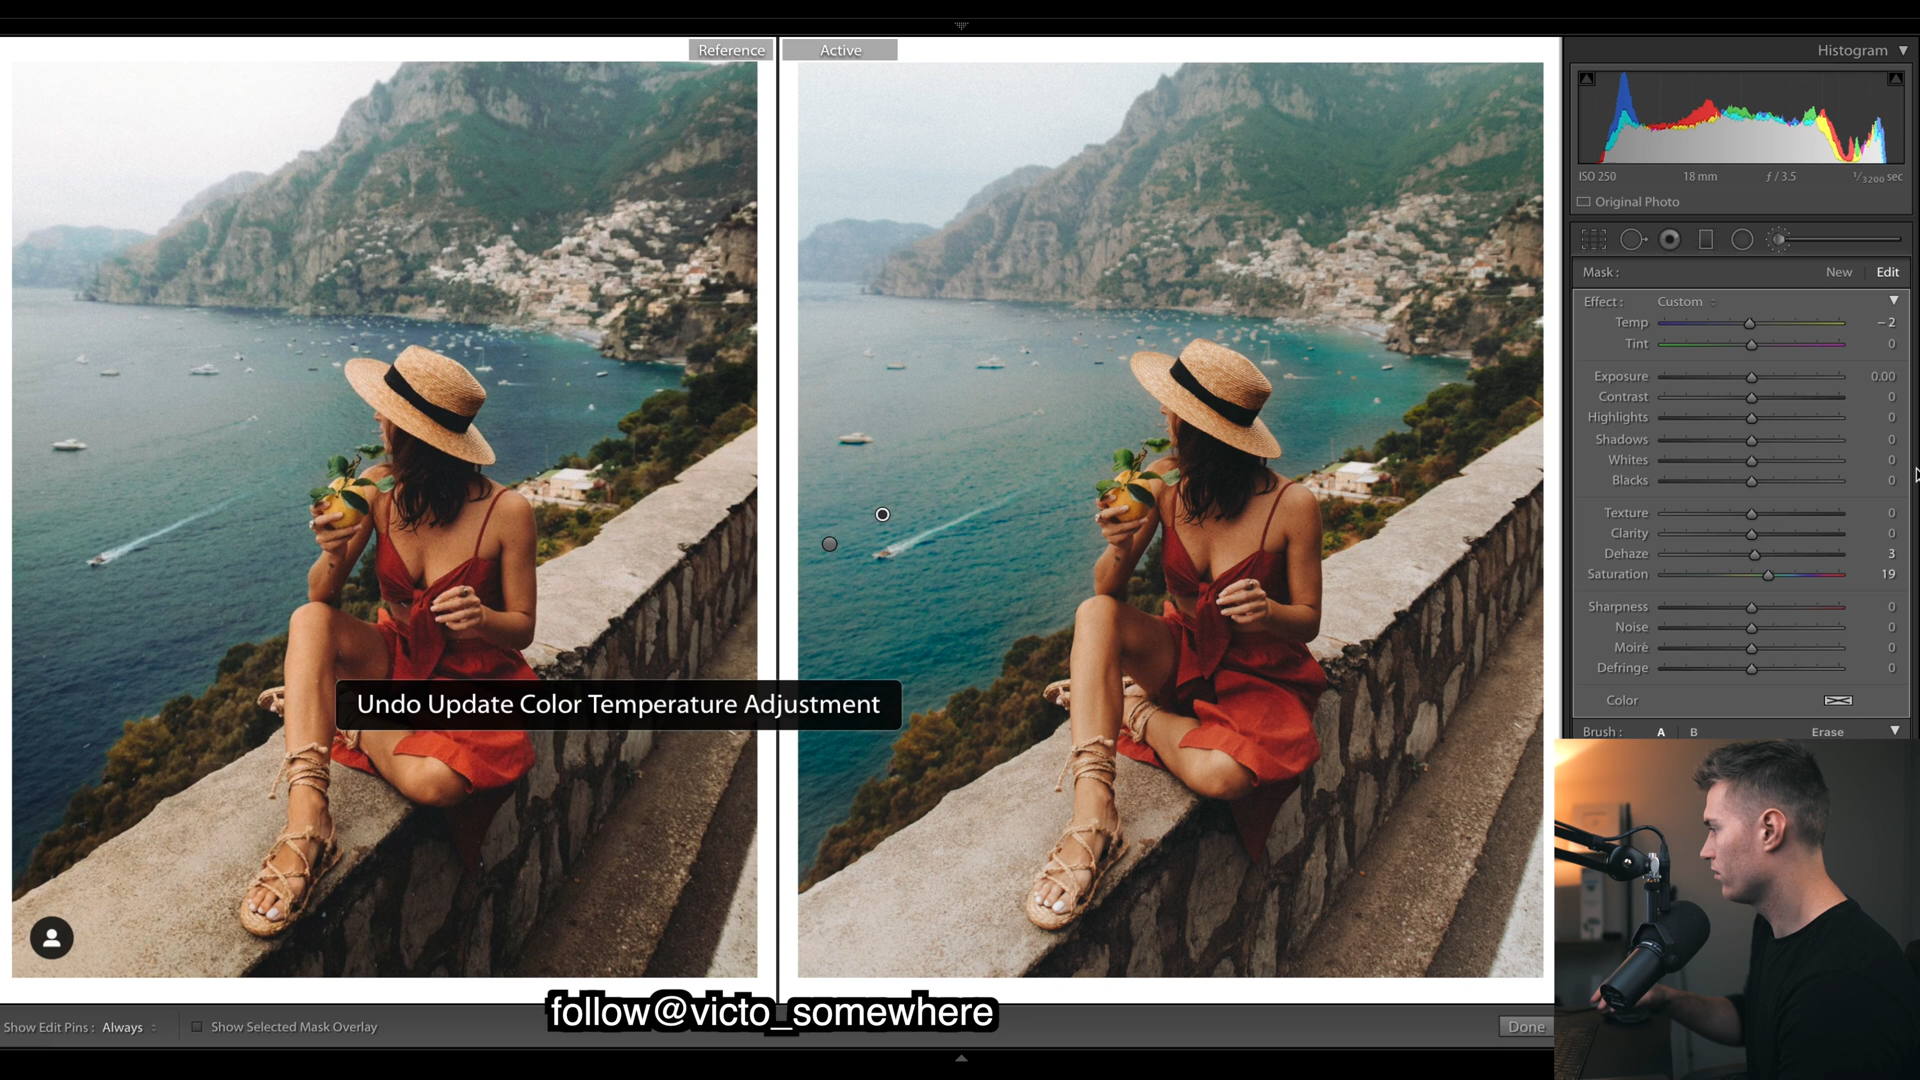 Reference
Active
Histogram
ISO 250 18 mm ƒ / 3.5 1/3200 sec
Original Photo
Mask : New Edit
Effect : Custom
Temp – 2
Tint 0
Exposure 0.00
Contrast 0
Highlights 0
Shadows 0
Whites 0
Blacks 0
Texture 0
Clarity 0
Dehaze 3
Saturation 19
Sharpness 0
Noise 0
Moiré 0
Defringe 0
Color
Brush : A B Erase
Undo Update Color Temperature Adjustment
follow@victo_somewhere
Show Edit Pins : Always Show Selected Mask Overlay Done